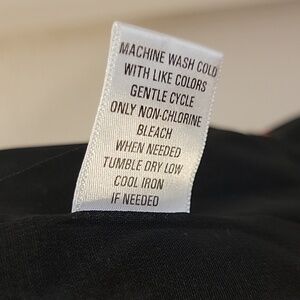 MACHINE WASH COLD
WITH LIKE COLORS
GENTLE CYCLE
ONLY NON-CHLORINE
BLEACH
WHEN NEEDED
TUMBLE DRY LOW
COOL IRON
IF NEEDED